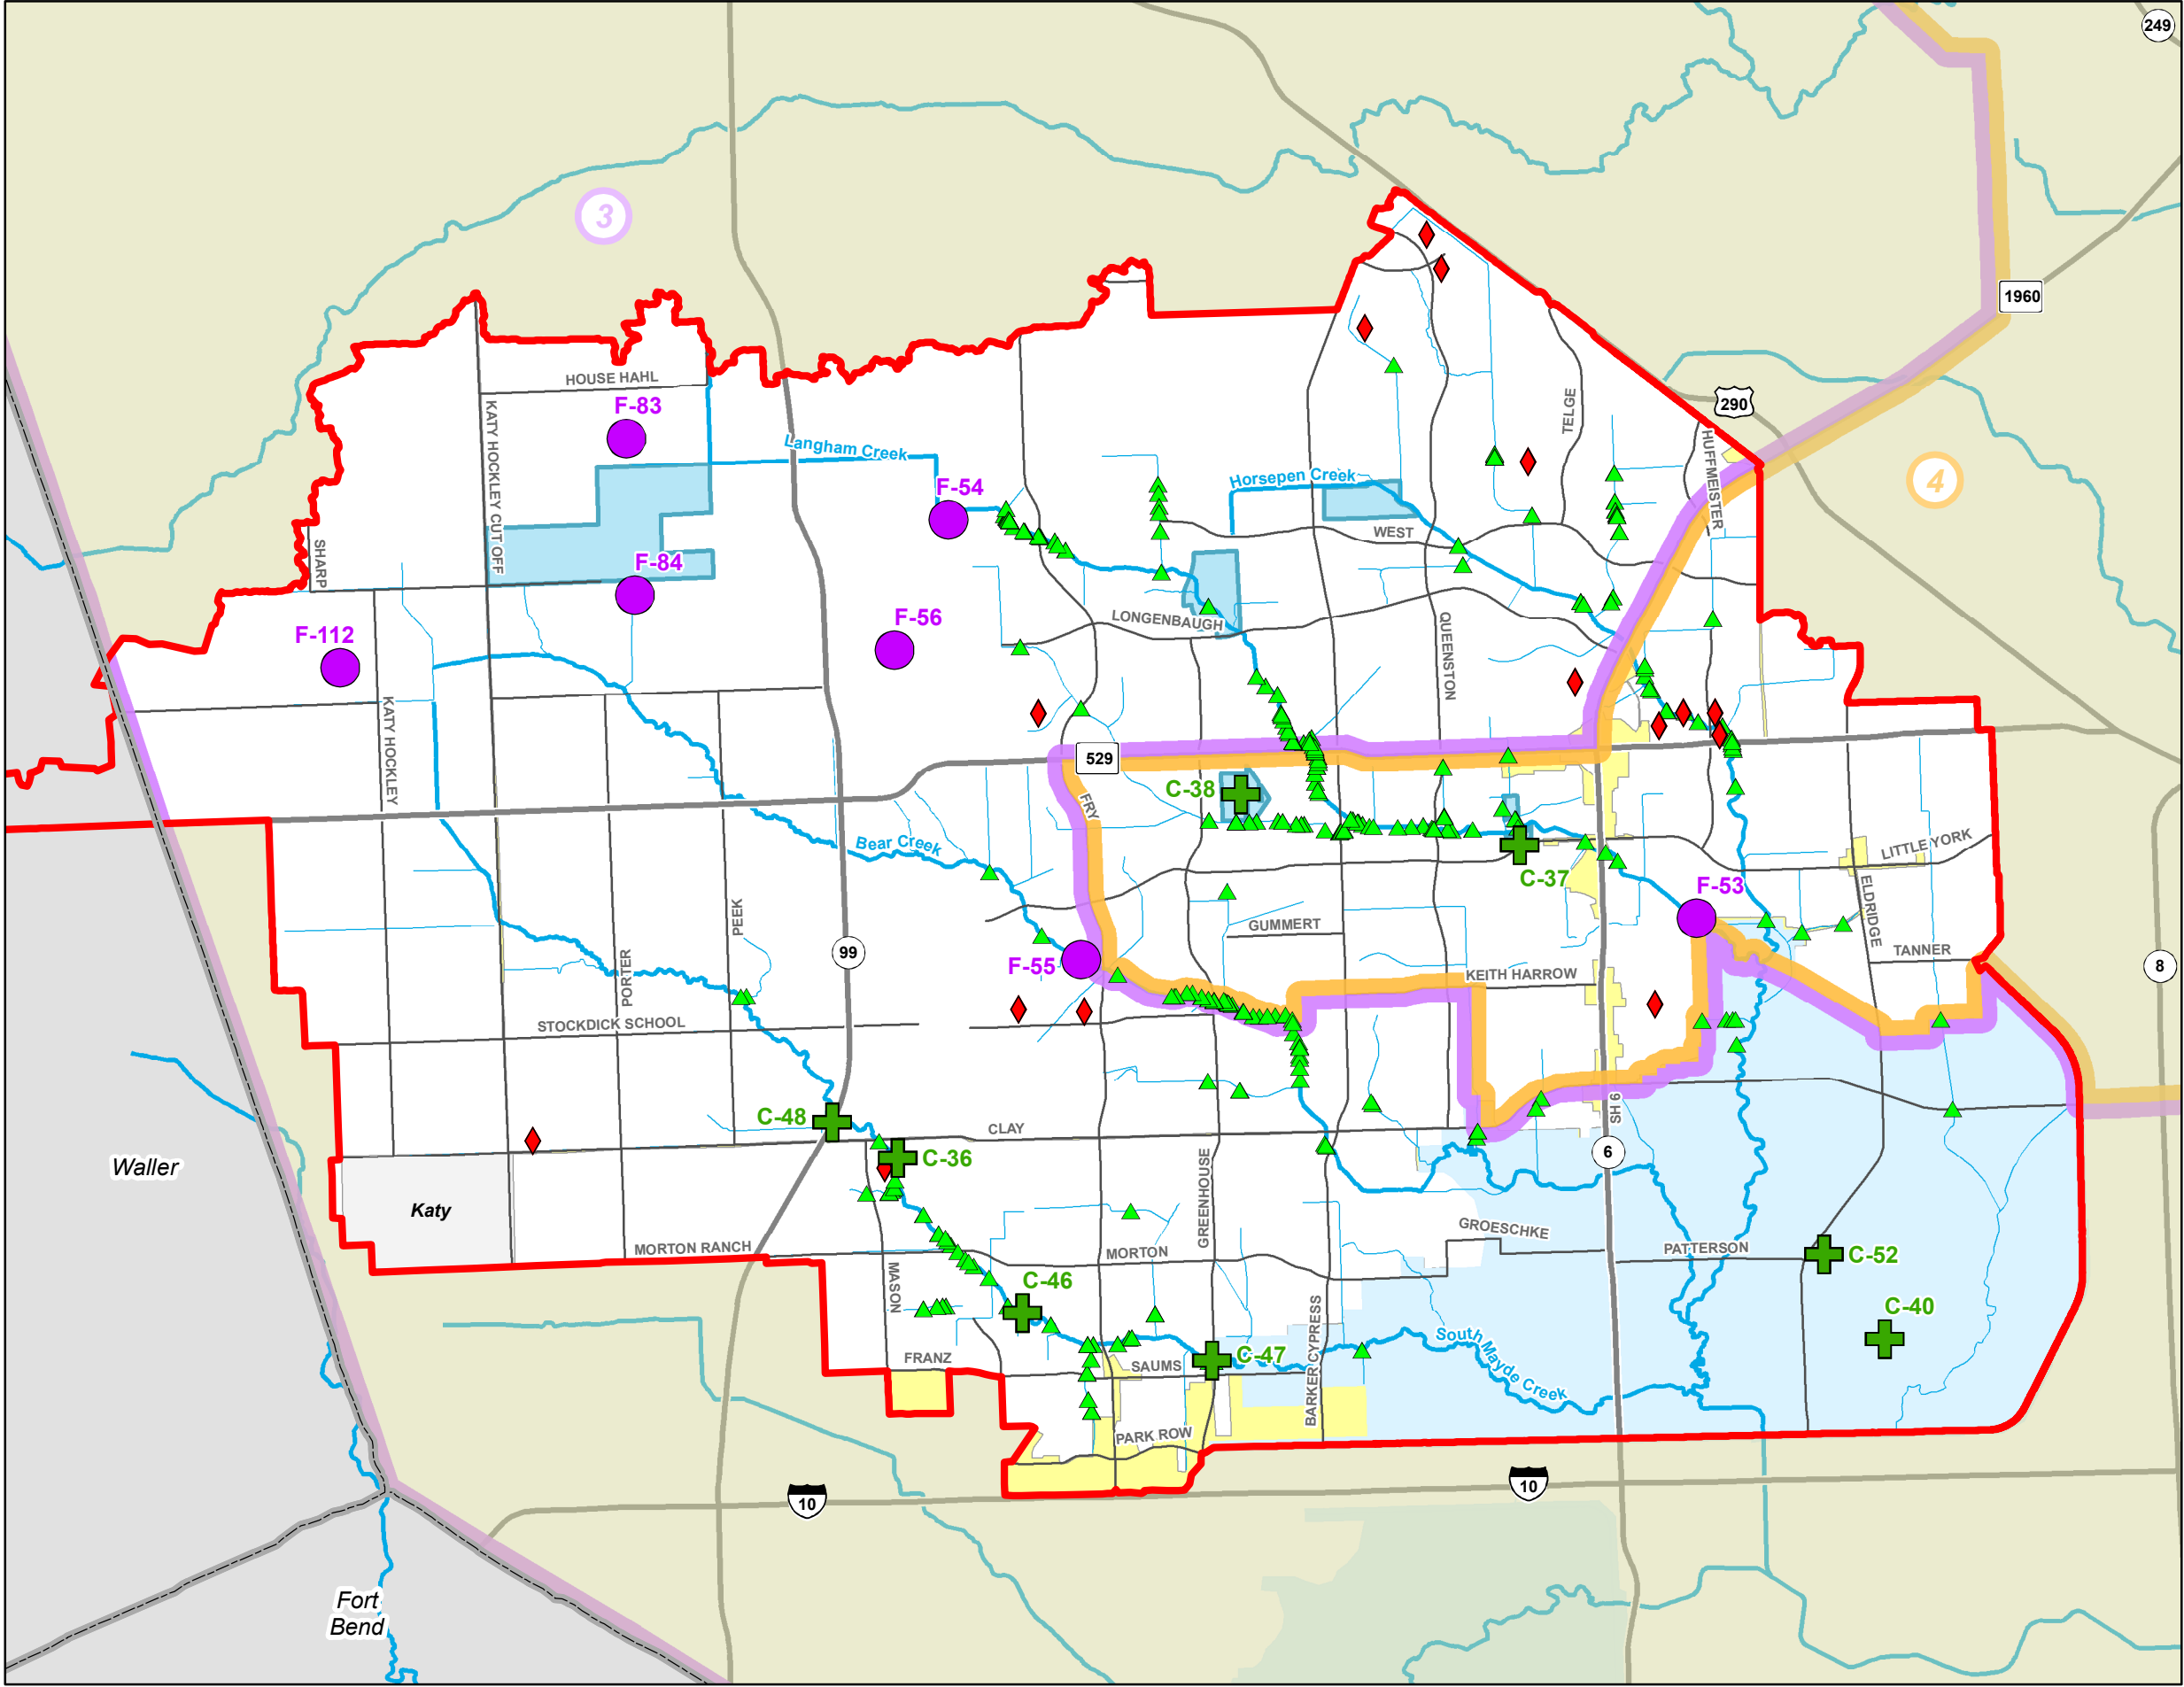 249
3
1960
HOUSE HAHL
290
F-83
TELGE
KATY HOCKLEY CUT OFF
HUFFMEISTER
Langham Creek
Horsepen Creek
4
F-54
WEST
SHARP
F-84
LONGENBAUGH
F-56
F-112
QUEENSTON
KATY HOCKLEY
529
C-38
FRY
Bear Creek
LITTLE YORK
C-37
F-53
ELDRIDGE
PEEK
GUMMERT
99
F-55
TANNER
8
PORTER
KEITH HARROW
STOCKDICK SCHOOL
SH 6
C-48
CLAY
6
C-36
Waller
Katy
GREENHOUSE
GROESCHKE
MORTON RANCH
MORTON
PATTERSON
C-52
MASON
C-46
C-40
BARKER CYPRESS
South Mayde Creek
C-47
FRANZ
SAUMS
PARK ROW
10
10
Fort
Bend